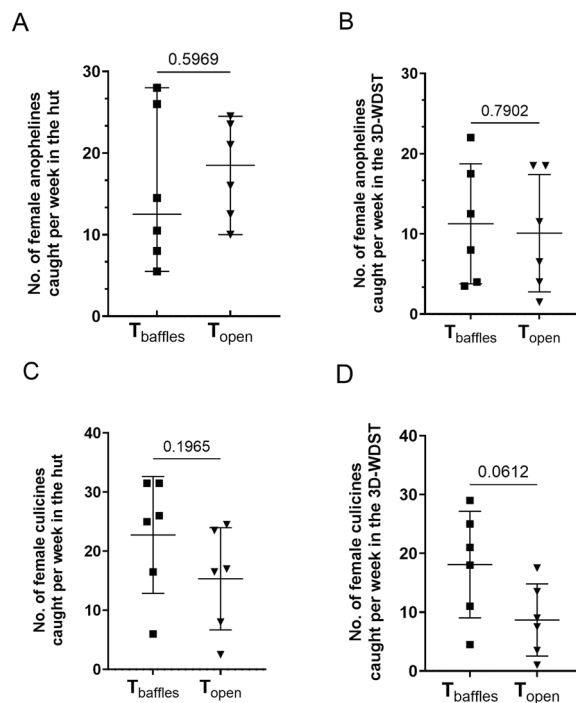 A
0.5969
No. of female anophelines
caught per week in the hut
30
20
10
0
Tbaffles
Topen
B
0.7902
No. of female anophelines
caught per week in the 3D-WDST
30
20
10
0
Tbaffles
Topen
C
0.1965
No. of female culicines
caught per week in the hut
40
30
20
10
0
Tbaffles
Topen
D
0.0612
No. of female culicines
caught per week in the 3D-WDST
40
30
20
10
0
Tbaffles
Topen